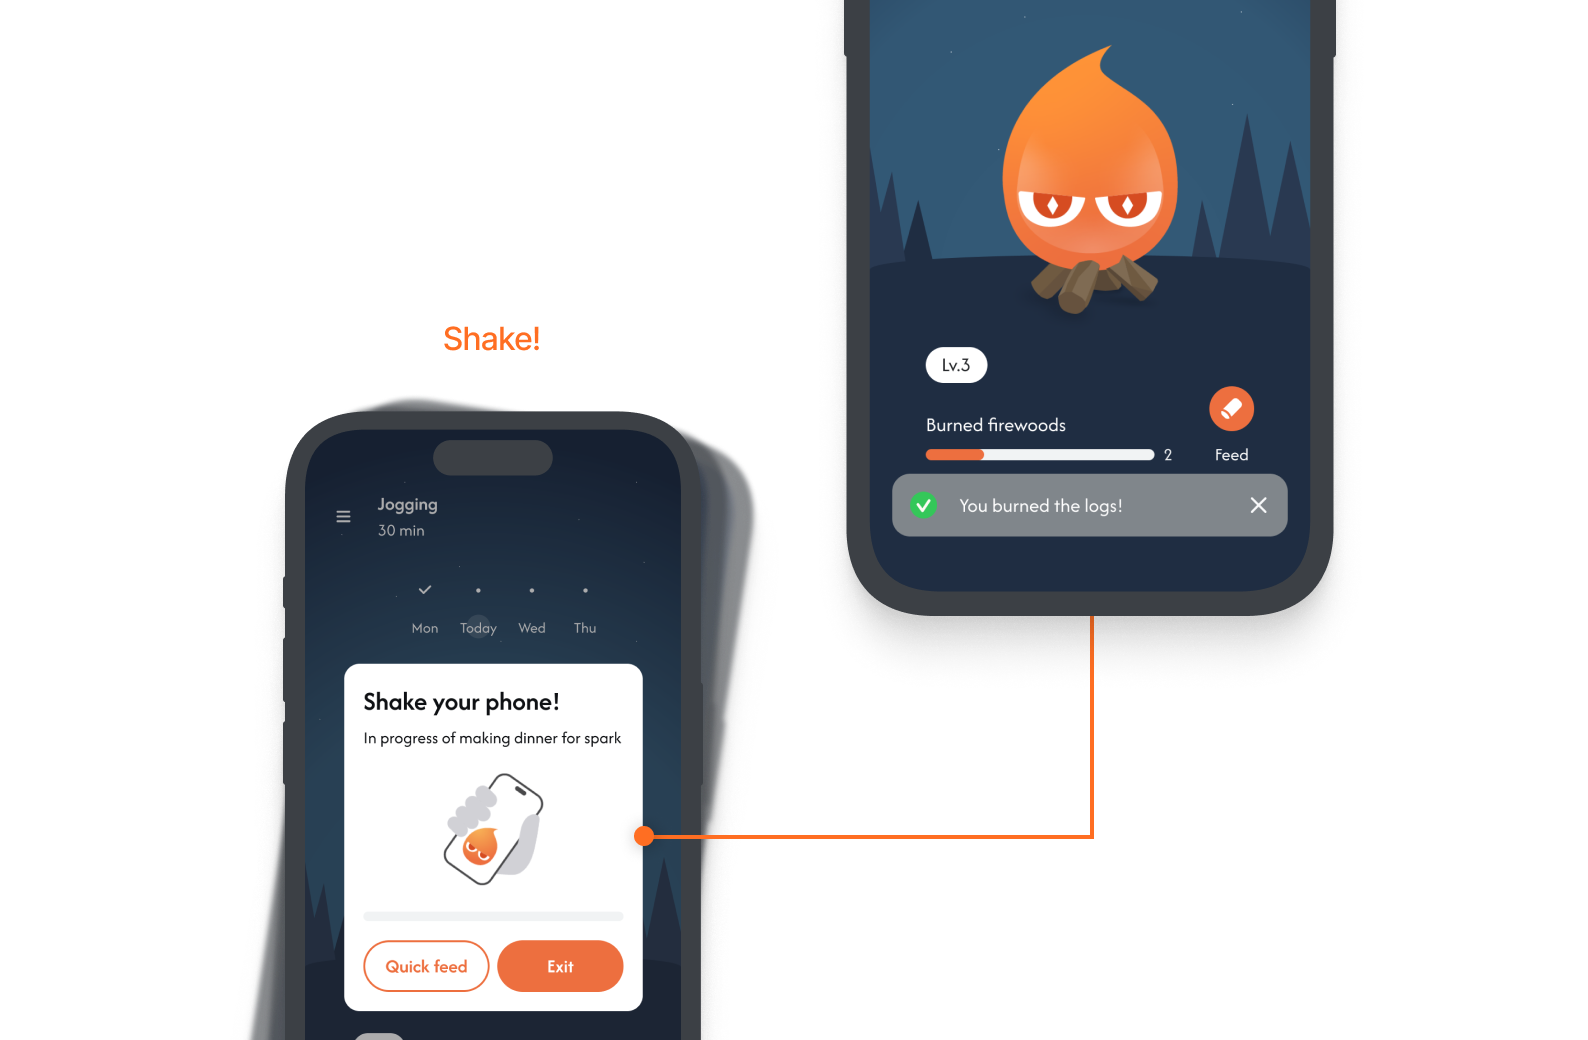 Shake!
Jogging
30 min
Mon Today Wed Thu
Shake your phone!
In progress of making dinner for spark
Quick feed Exit
Lv.3
Burned firewoods
2 Feed
You burned the logs!